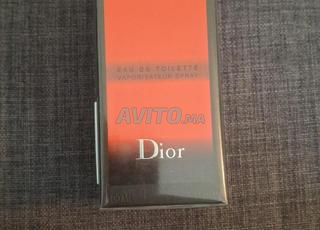 EAU DE TOILETTE
VAPORISATEUR SPRAY
AVITO.MA
Dior